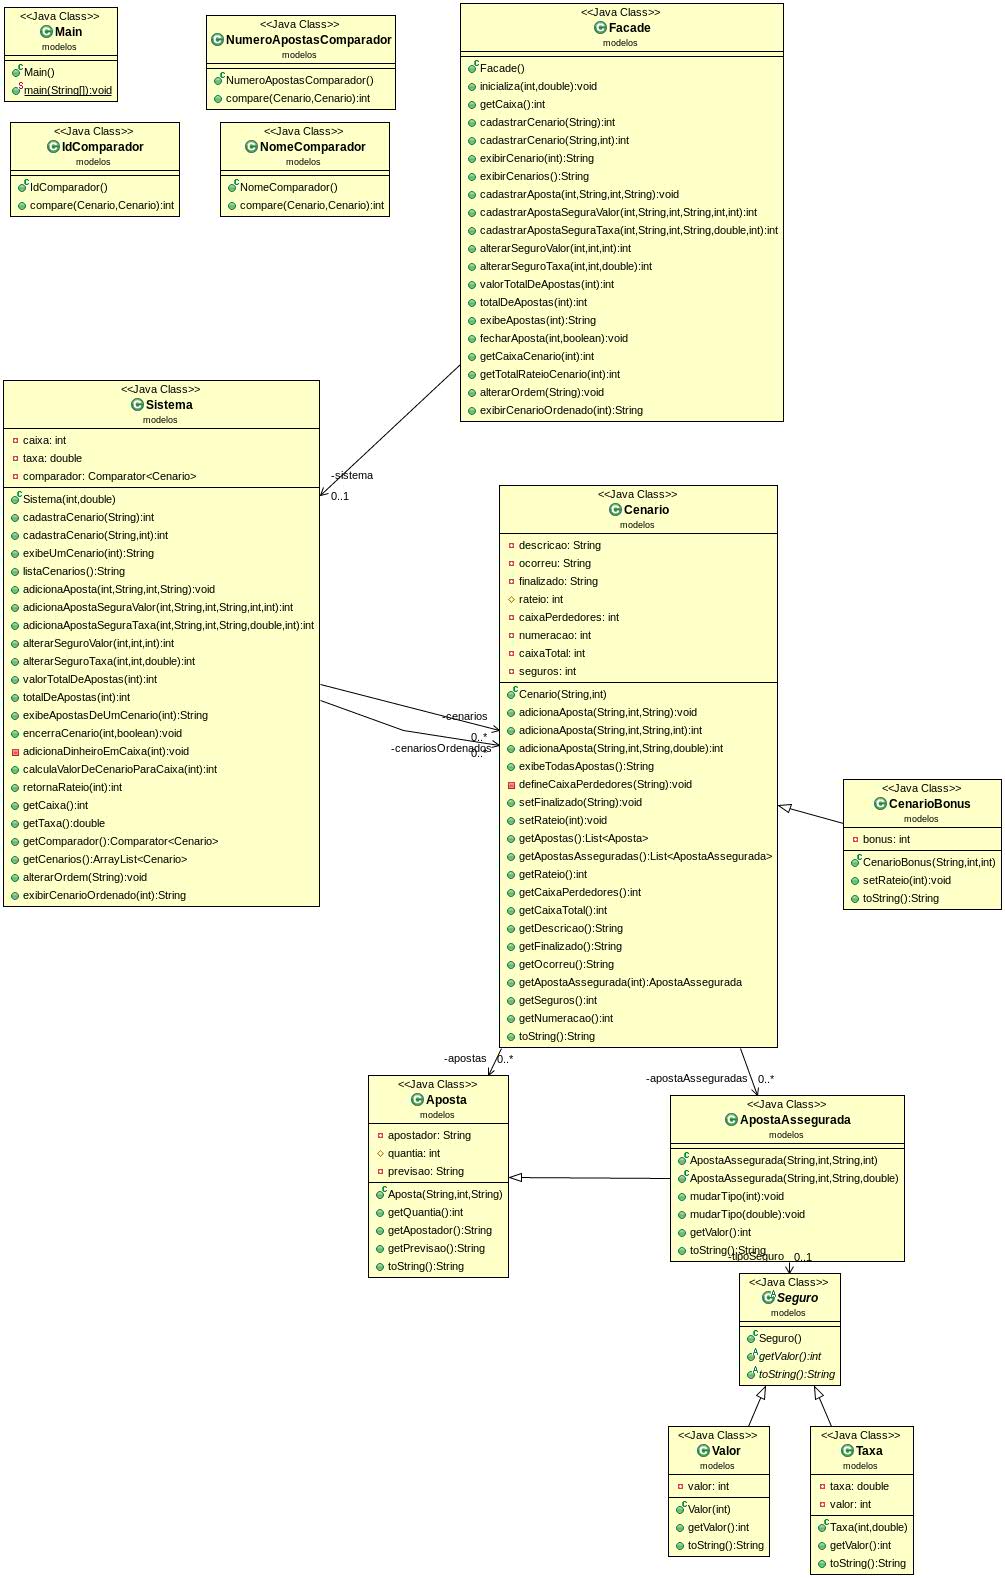 <<Java Class>>
Main
modelos
Main()
main(String[]):void
<<Java Class>>
NumeroApostasComparador
modelos
NumeroApostasComparador()
compare(Cenario,Cenario):int
<<Java Class>>
IdComparador
modelos
IdComparador()
compare(Cenario,Cenario):int
<<Java Class>>
NomeComparador
modelos
NomeComparador()
compare(Cenario,Cenario):int
<<Java Class>>
Facade
modelos
Facade()
inicializa(int,double):void
getCaixa():int
cadastrarCenario(String):int
cadastrarCenario(String,int):int
exibirCenario(int):String
exibirCenarios():String
cadastrarAposta(int,String,int,String):void
cadastrarApostaSeguraValor(int,String,int,String,int,int):int
cadastrarApostaSeguraTaxa(int,String,int,String,double,int):int
alterarSeguroValor(int,int,int):int
alterarSeguroTaxa(int,int,double):int
valorTotalDeApostas(int):int
totalDeApostas(int):int
exibeApostas(int):String
fecharAposta(int,boolean):void
getCaixaCenario(int):int
getTotalRateioCenario(int):int
alterarOrdem(String):void
exibirCenarioOrdenado(int):String
-sistema
0..1
<<Java Class>>
Sistema
modelos
caixa: int
taxa: double
comparador: Comparator<Cenario>
Sistema(int,double)
cadastraCenario(String):int
cadastraCenario(String,int):int
exibeUmCenario(int):String
listaCenarios():String
adicionaAposta(int,String,int,String):void
adicionaApostaSeguraValor(int,String,int,String,int,int):int
adicionaApostaSeguraTaxa(int,String,int,String,double,int):int
alterarSeguroValor(int,int,int):int
alterarSeguroTaxa(int,int,double):int
valorTotalDeApostas(int):int
totalDeApostas(int):int
exibeApostasDeUmCenario(int):String
encerraCenario(int,boolean):void
adicionaDinheiroEmCaixa(int):void
calculaValorDeCenarioParaCaixa(int):int
retornaRateio(int):int
getCaixa():int
getTaxa():double
getComparador():Comparator<Cenario>
getCenarios():ArrayList<Cenario>
alterarOrdem(String):void
exibirCenarioOrdenado(int):String
-cenarios
0..*
-cenariosOrdenados
0..*
<<Java Class>>
Cenario
modelos
descricao: String
ocorreu: String
finalizado: String
rateio: int
caixaPerdedores: int
numeracao: int
caixaTotal: int
seguros: int
Cenario(String,int)
adicionaAposta(String,int,String):void
adicionaAposta(String,int,String,int):int
adicionaAposta(String,int,String,double):int
exibeTodasApostas():String
defineCaixaPerdedores(String):void
setFinalizado(String):void
setRateio(int):void
getApostas():List<Aposta>
getApostasAsseguradas():List<ApostaAssegurada>
getRateio():int
getCaixaPerdedores():int
getCaixaTotal():int
getDescricao():String
getFinalizado():String
getOcorreu():String
getApostaAssegurada(int):ApostaAssegurada
getSeguros():int
getNumeracao():int
toString():String
<<Java Class>>
CenarioBonus
modelos
bonus: int
CenarioBonus(String,int,int)
setRateio(int):void
toString():String
-apostas
0..*
-apostaAsseguradas
0..*
<<Java Class>>
Aposta
modelos
apostador: String
quantia: int
previsao: String
Aposta(String,int,String)
getQuantia():int
getApostador():String
getPrevisao():String
toString():String
<<Java Class>>
ApostaAssegurada
modelos
ApostaAssegurada(String,int,String,int)
ApostaAssegurada(String,int,String,double)
mudarTipo(int):void
mudarTipo(double):void
getValor():int
toString():String
-tipoSeguro
0..1
<<Java Class>>
Seguro
modelos
Seguro()
getValor():int
toString():String
<<Java Class>>
Valor
modelos
valor: int
Valor(int)
getValor():int
toString():String
<<Java Class>>
Taxa
modelos
taxa: double
valor: int
Taxa(int,double)
getValor():int
toString():String